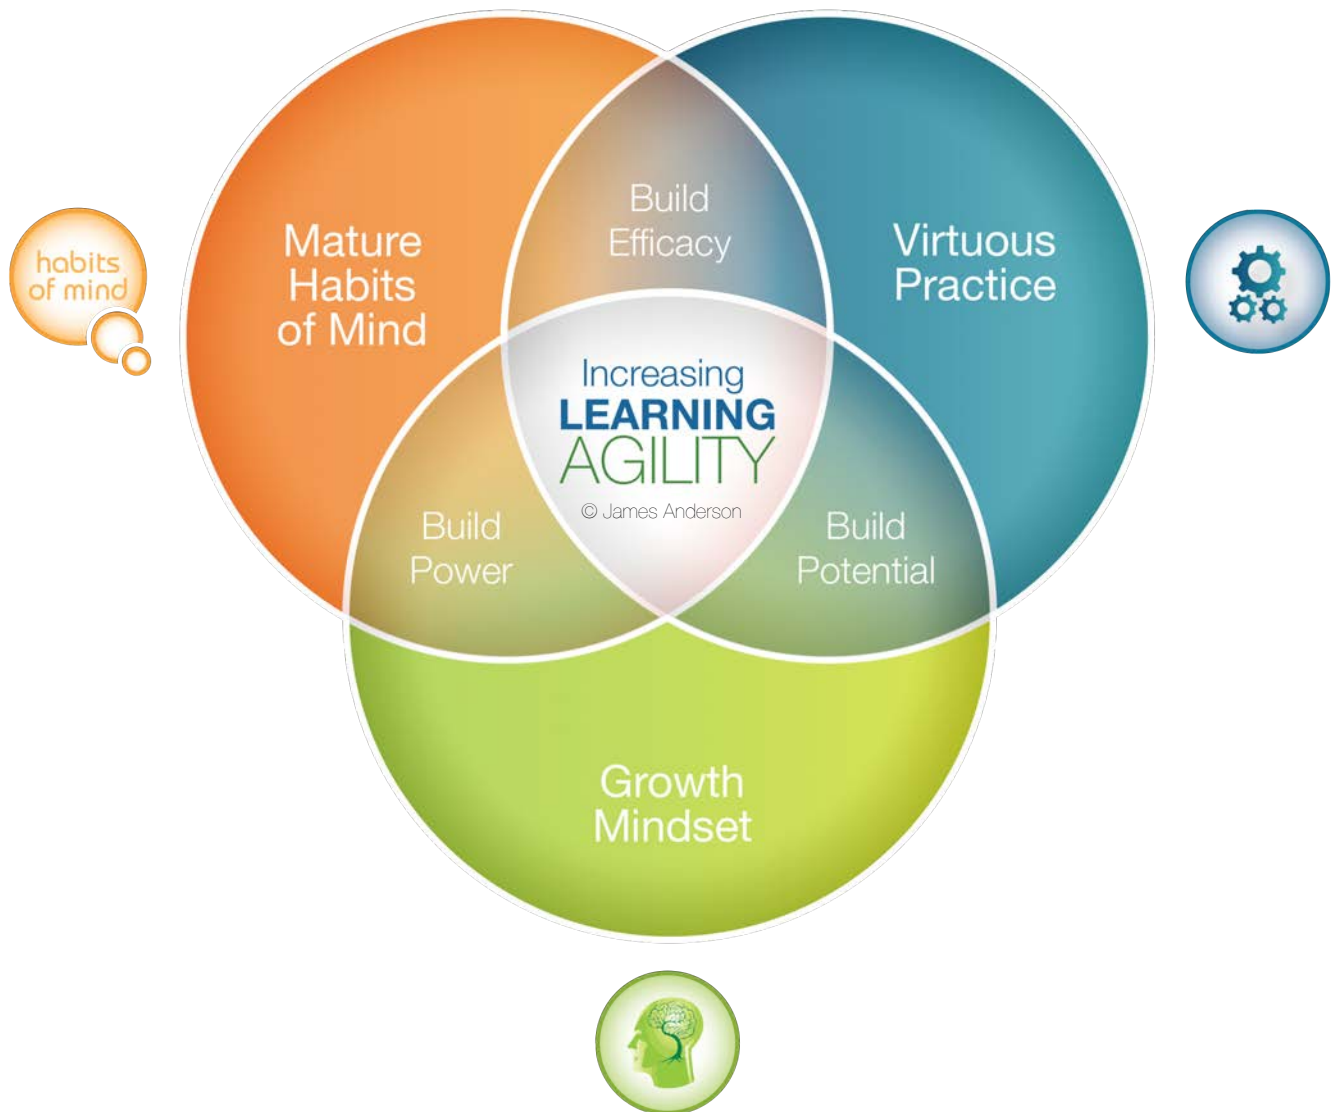 Build
Efficacy
Mature
Habits
of Mind
Virtuous
Practice
habits
of mind
Increasing
LEARNING
AGILITY
© James Anderson
Build
Power
Build
Potential
Growth
Mindset